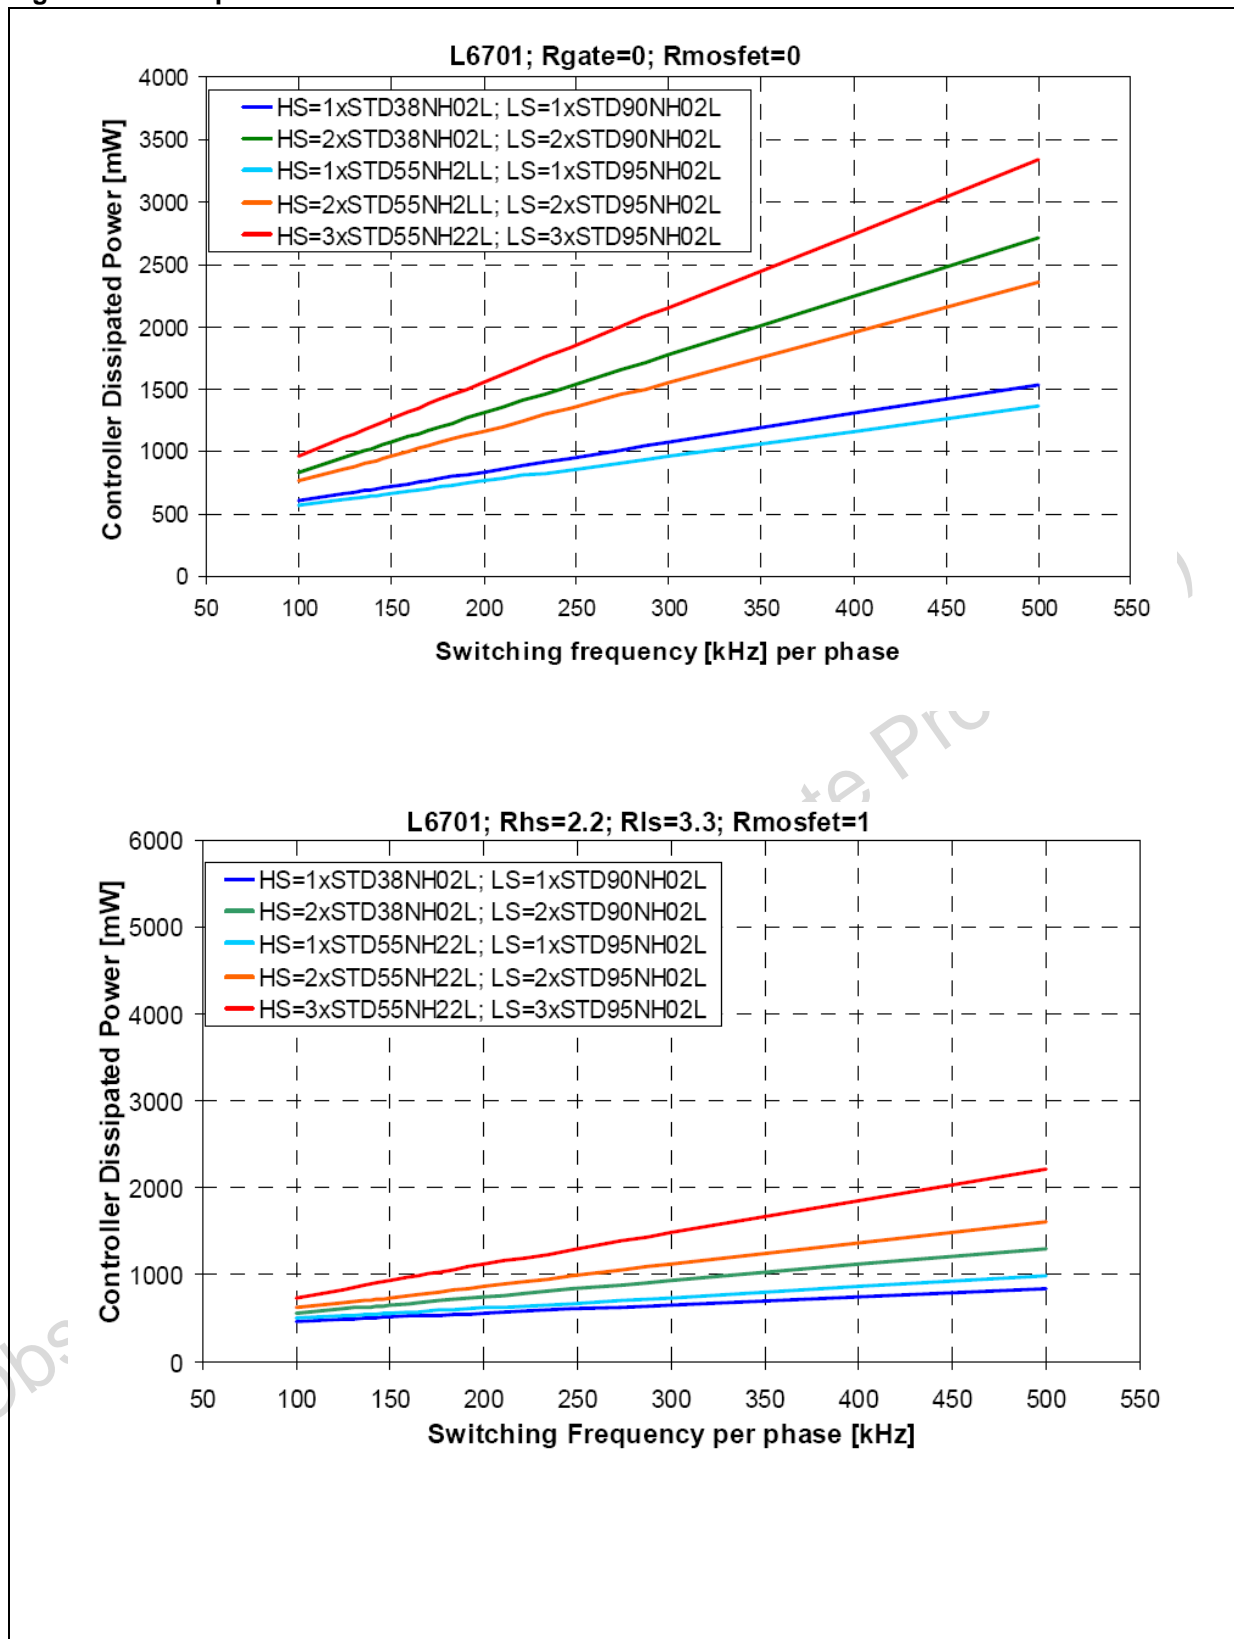 L6701; Rgate=0; Rmosfet=0
4000
3500
3000
2500
2000
1500
1000
500
0
Controller Dissipated Power [mW]
HS=1xSTD38NH02L; LS=1xSTD90NH02L
HS=2xSTD38NH02L; LS=2xSTD90NH02L
HS=1xSTD55NH2LL; LS=1xSTD95NH02L
HS=2xSTD55NH2LL; LS=2xSTD95NH02L
HS=3xSTD55NH22L; LS=3xSTD95NH02L
50 100 150 200 250 300 350 400 450 500 550
Switching frequency [kHz] per phase
L6701; Rhs=2.2; Rls=3.3; Rmosfet=1
6000
5000
4000
3000
2000
1000
0
Controller Dissipated Power [mW]
HS=1xSTD38NH02L; LS=1xSTD90NH02L
HS=2xSTD38NH02L; LS=2xSTD90NH02L
HS=1xSTD55NH22L; LS=1xSTD95NH02L
HS=2xSTD55NH22L; LS=2xSTD95NH02L
HS=3xSTD55NH22L; LS=3xSTD95NH02L
50 100 150 200 250 300 350 400 450 500 550
Switching Frequency per phase [kHz]